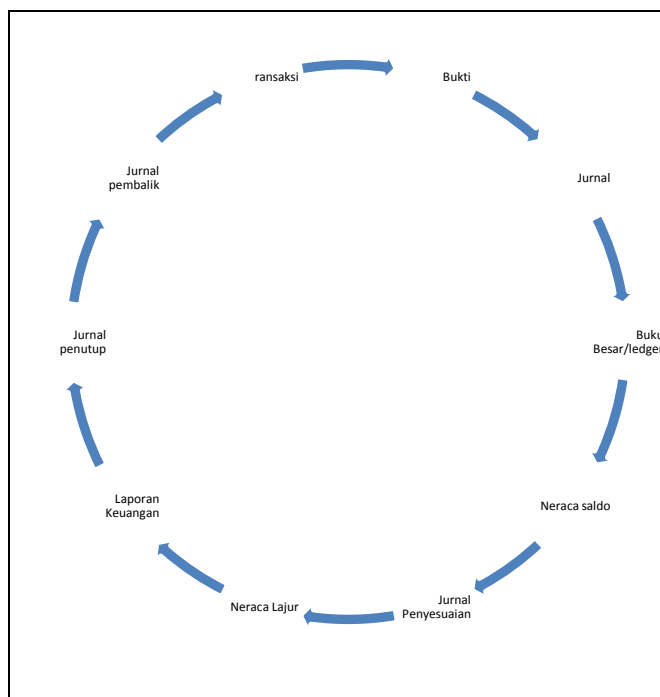 ransaksi
Bukti
Jurnal
Buku
Besar/ledger
Neraca saldo
Jurnal
Penyesuaian
Neraca Lajur
Laporan
Keuangan
Jurnal
penutup
Jurnal
pembalik